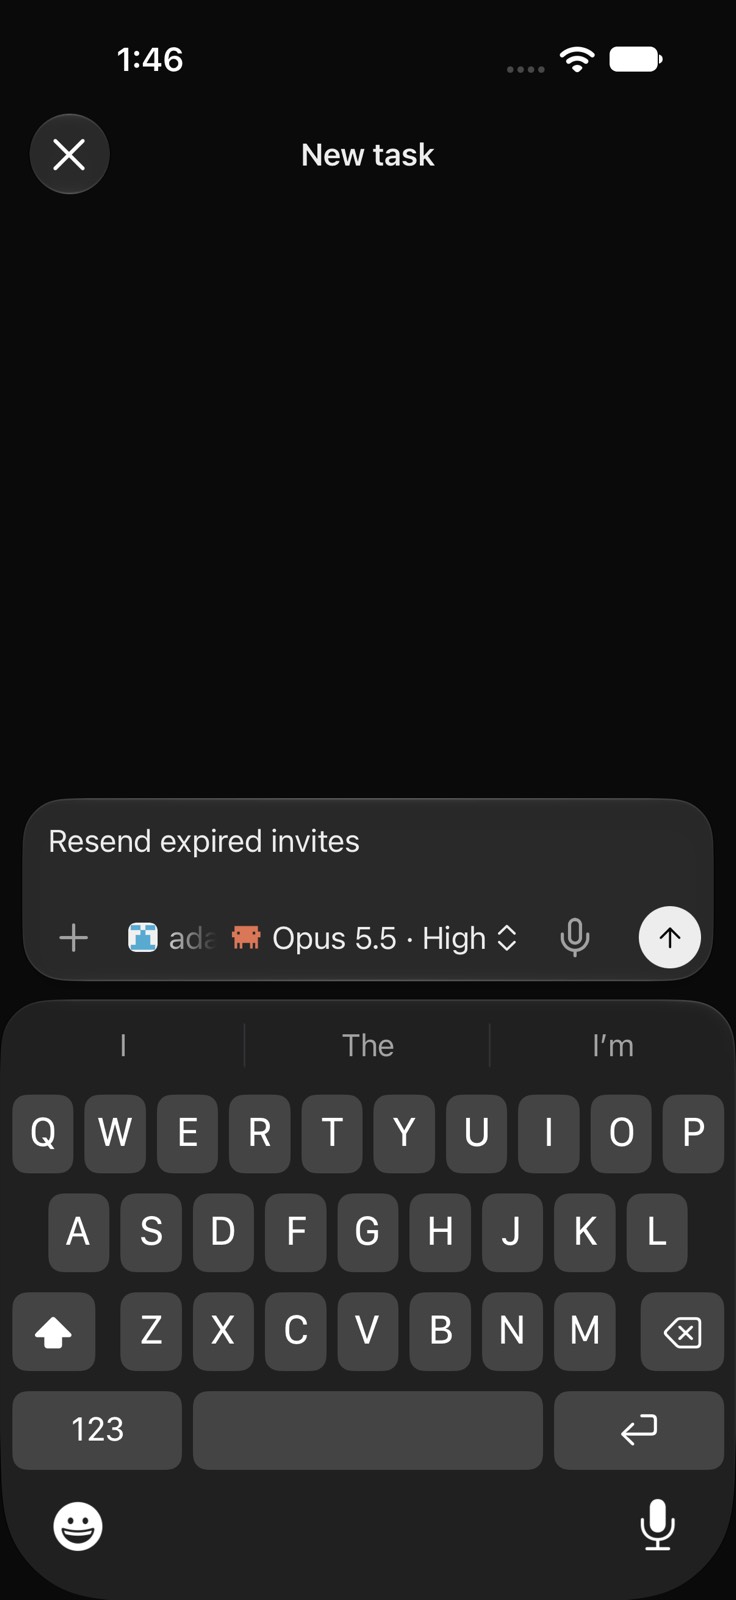 1:46
New task
Resend expired invites
Opus 5.5 · High
I The I’m
Q W E R T Y U I O P
A S D F G H J K L
Z X C V B N M
123